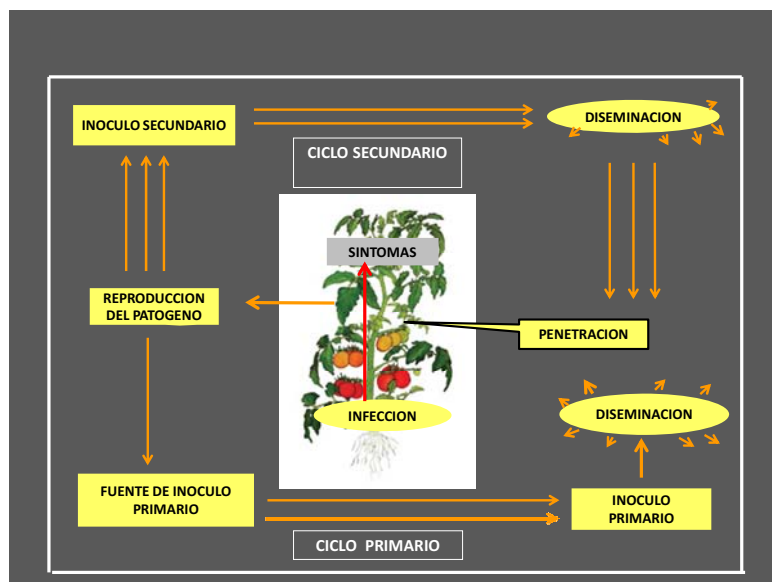 INOCULO SECUNDARIO
DISEMINACION
CICLO SECUNDARIO
SINTOMAS
REPRODUCCION
DEL PATOGENO
PENETRACION
INFECCION
DISEMINACION
FUENTE DE INOCULO
PRIMARIO
INOCULO
PRIMARIO
CICLO PRIMARIO